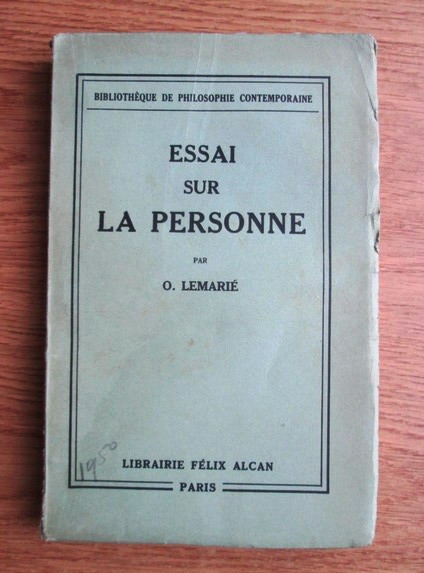 BIBLIOTHÈQUE DE PHILOSOPHIE CONTEMPORAINE
ESSAI
SUR
LA PERSONNE
PAR
O. LEMARIÉ
1950
LIBRAIRIE FÉLIX ALCAN
PARIS